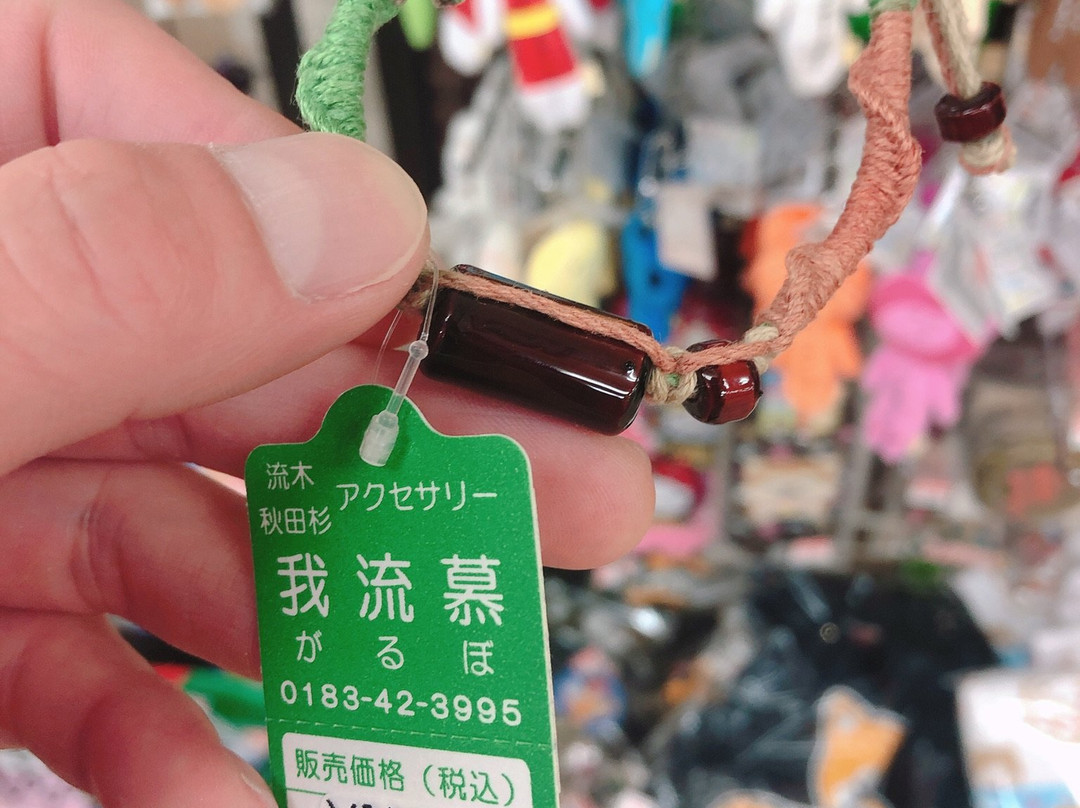 流木
秋田杉
アクセサリー
我流慕
がるぼ
0183-42-3995
販売価格（税込）